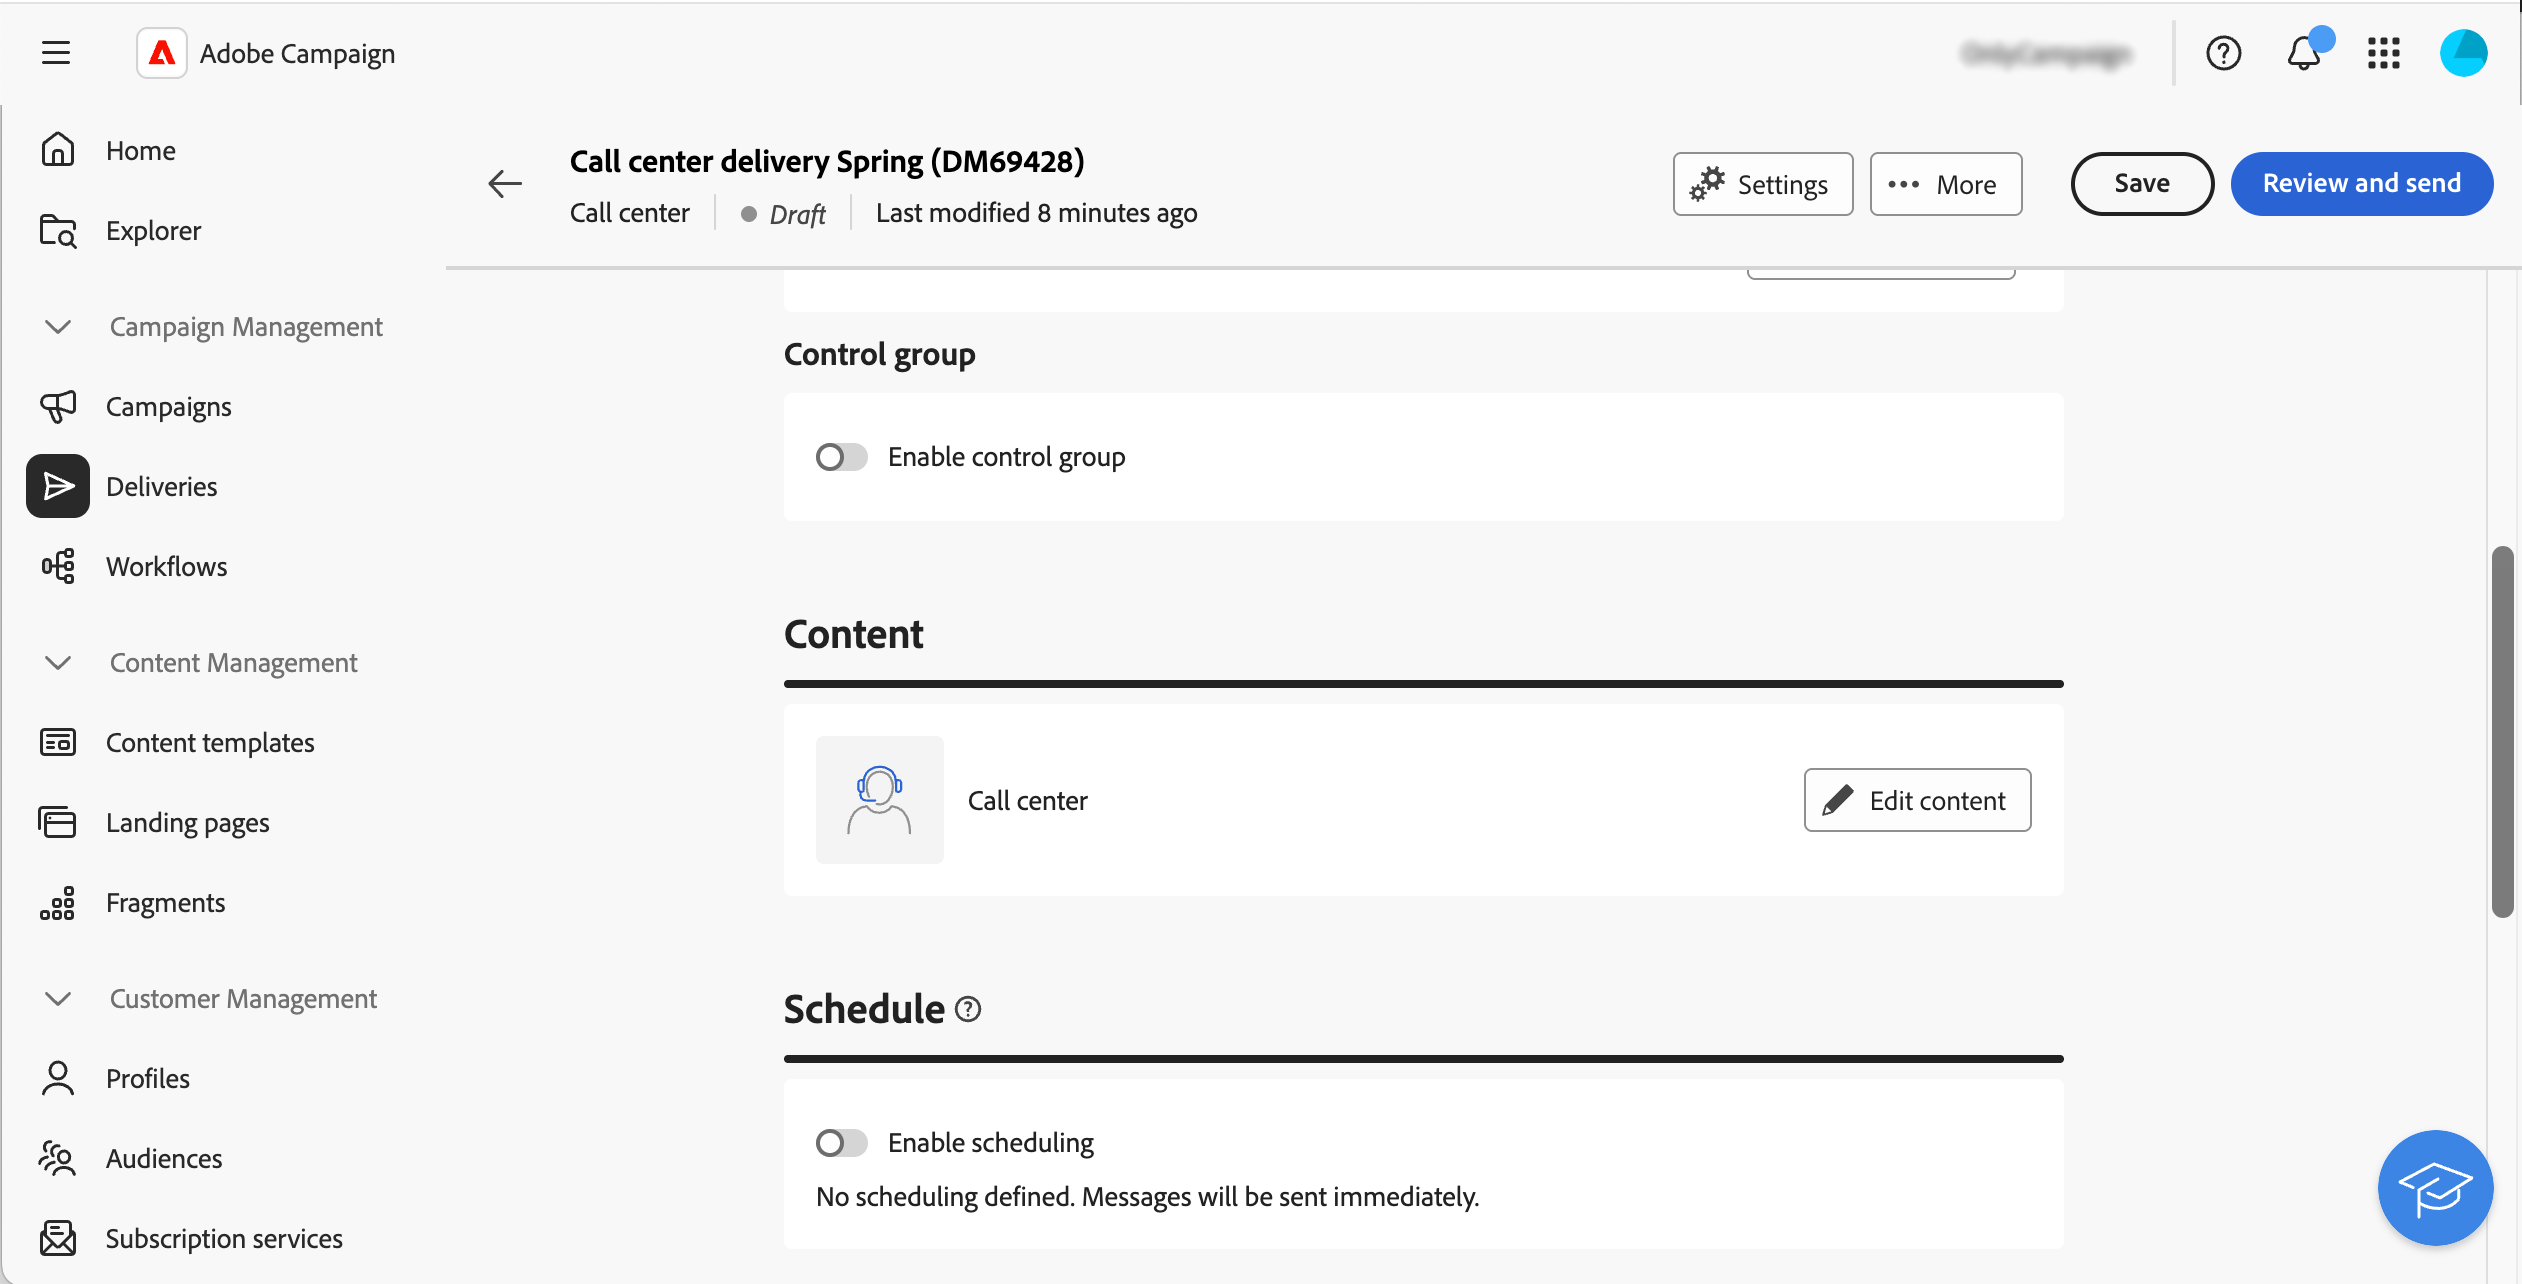 Adobe Campaign
Home
Explorer
Campaign Management
Campaigns
Deliveries
Workflows
Content Management
Content templates
Landing pages
Fragments
Customer Management
Profiles
Audiences
Subscription services
Call center delivery Spring (DM69428)
Call center
Draft
Last modified 8 minutes ago
Settings
More
Save
Review and send
Control group
Enable control group
Content
Call center
Edit content
Schedule
Enable scheduling
No scheduling defined. Messages will be sent immediately.